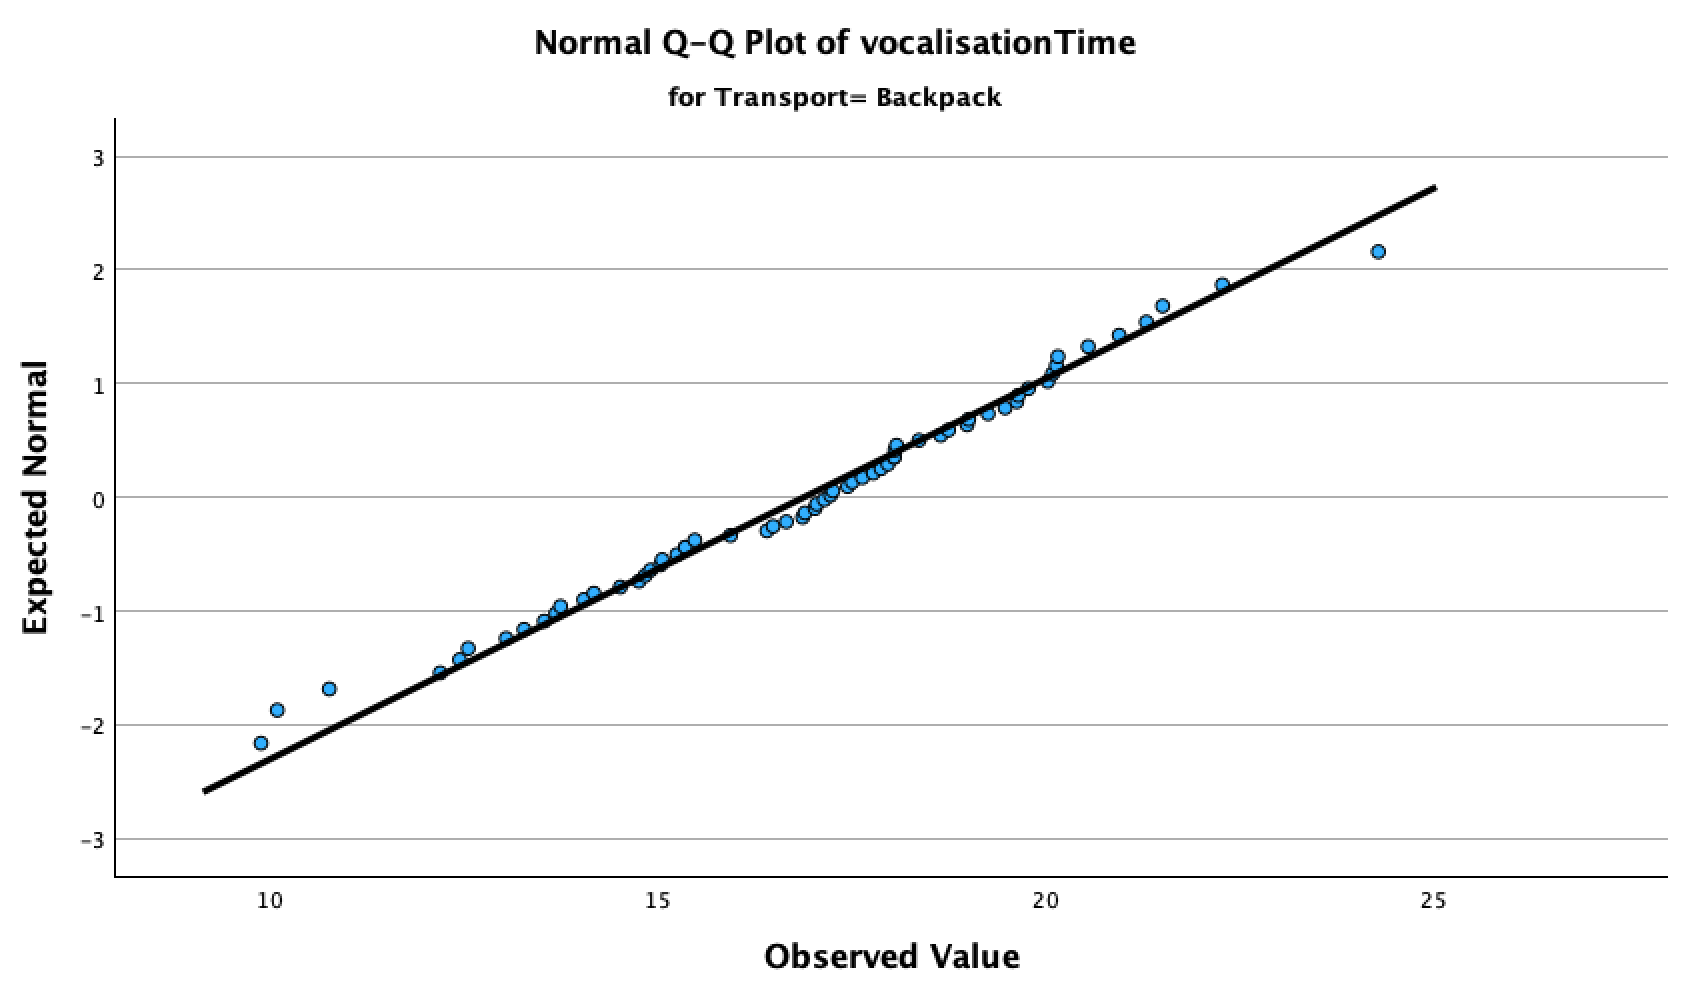 Normal Q-Q Plot of vocalisationTime
for Transport= Backpack
Expected Normal
3
2
1
0
-1
-2
-3
10 15 20 25
Observed Value